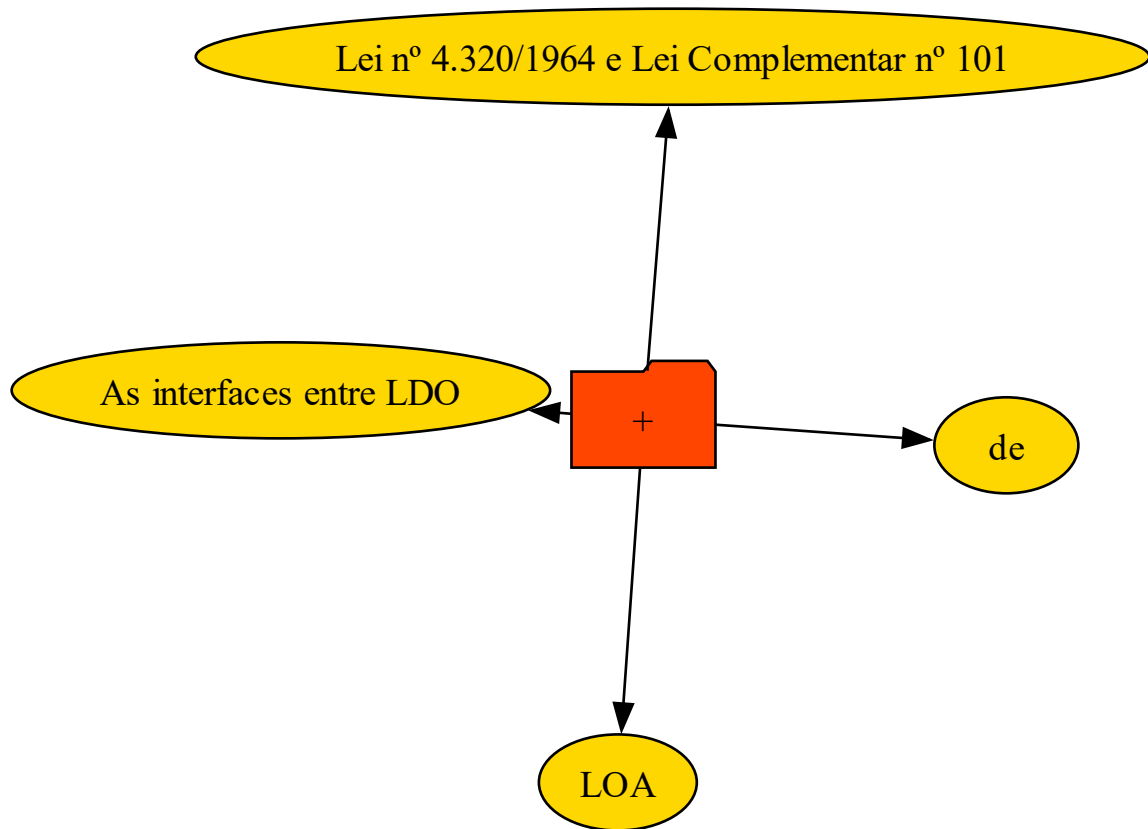 Lei nº 4.320/1964 e Lei Complementar nº 101
As interfaces entre LDO
+
de
LOA